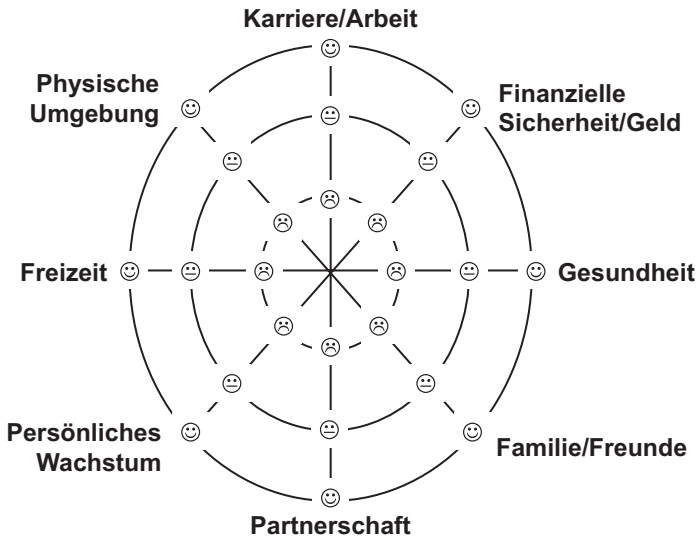 Karriere/Arbeit
Physische
Umgebung
Finanzielle
Sicherheit/Geld
Freizeit
Gesundheit
Persönliches
Wachstum
Familie/Freunde
Partnerschaft